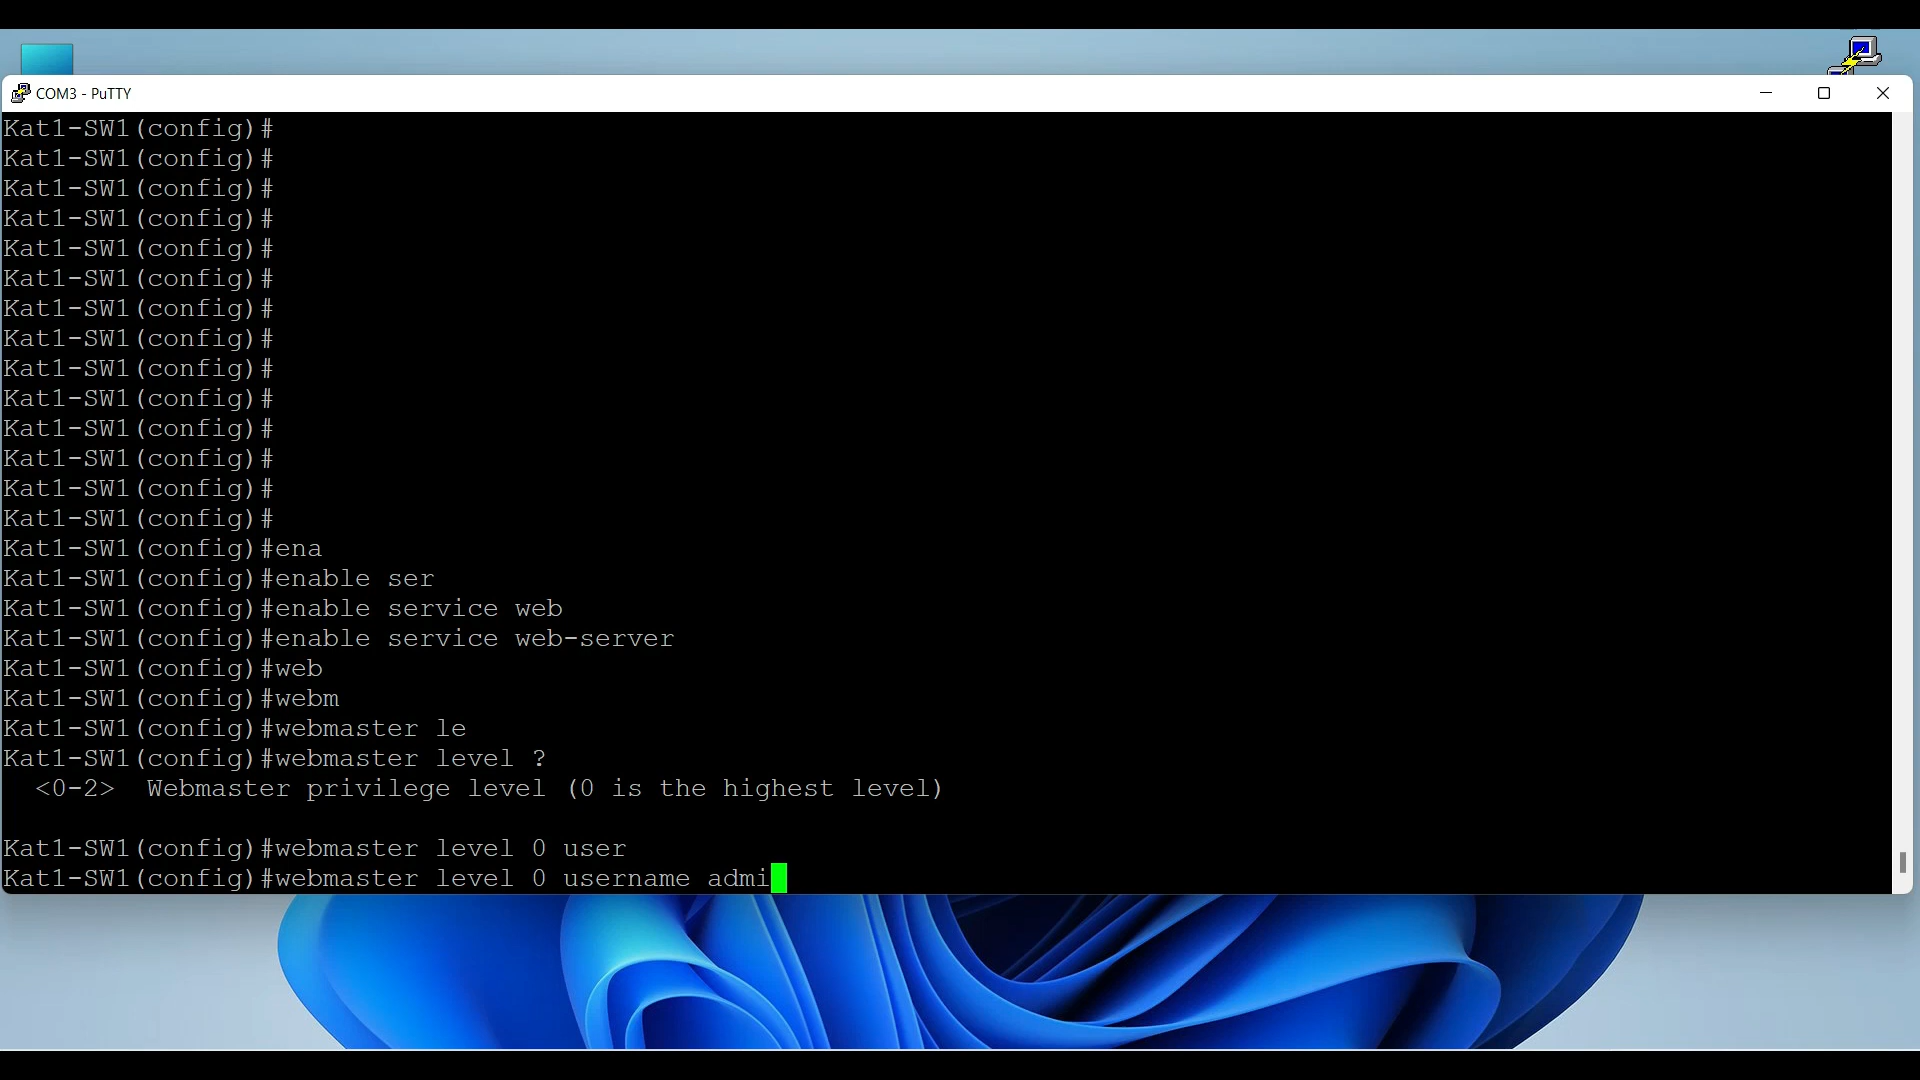 COM3 - PuTTY
Kat1-SW1(config)#
Kat1-SW1(config)#
Kat1-SW1(config)#
Kat1-SW1(config)#
Kat1-SW1(config)#
Kat1-SW1(config)#
Kat1-SW1(config)#
Kat1-SW1(config)#
Kat1-SW1(config)#
Kat1-SW1(config)#
Kat1-SW1(config)#
Kat1-SW1(config)#
Kat1-SW1(config)#
Kat1-SW1(config)#
Kat1-SW1(config)#ena
Kat1-SW1(config)#enable ser
Kat1-SW1(config)#enable service web
Kat1-SW1(config)#enable service web-server
Kat1-SW1(config)#web
Kat1-SW1(config)#webm
Kat1-SW1(config)#webmaster le
Kat1-SW1(config)#webmaster level ?
  <0-2>  Webmaster privilege level (0 is the highest level)
Kat1-SW1(config)#webmaster level 0 user
Kat1-SW1(config)#webmaster level 0 username admi